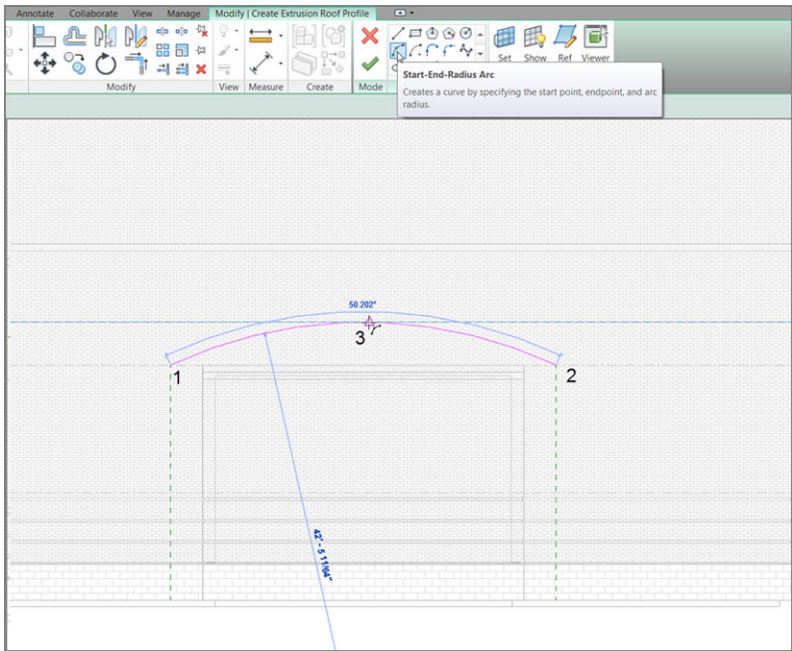 Annotate Collaborate View Manage Modify | Create Extrusion Roof Profile
Set Show Ref Viewer
Modify View Measure Create Mode
Start-End-Radius Arc
Creates a curve by specifying the start point, endpoint, and arc
radius.
50.202°
3
1
2
42' - 5 11/64"